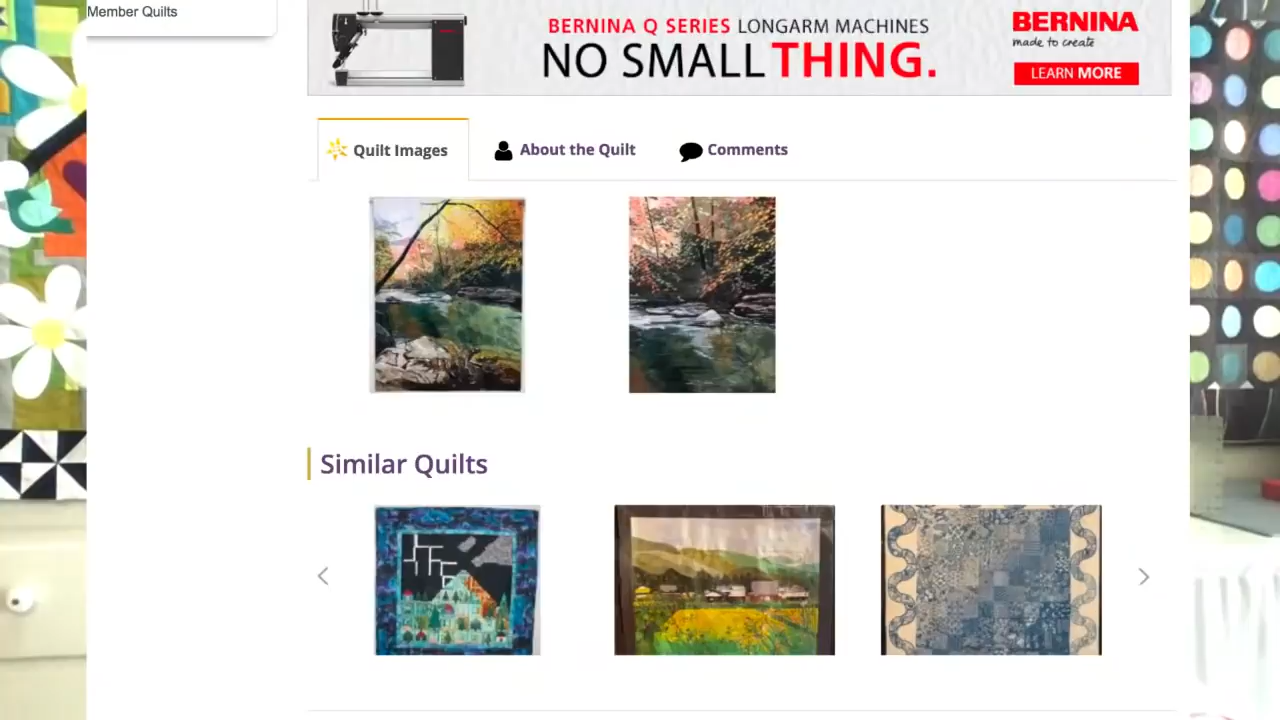 Member Quilts
BERNINA Q SERIES LONGARM MACHINES
NO SMALL THING.
BERNINA
made to create
LEARN MORE
Quilt Images
About the Quilt
Comments
Similar Quilts